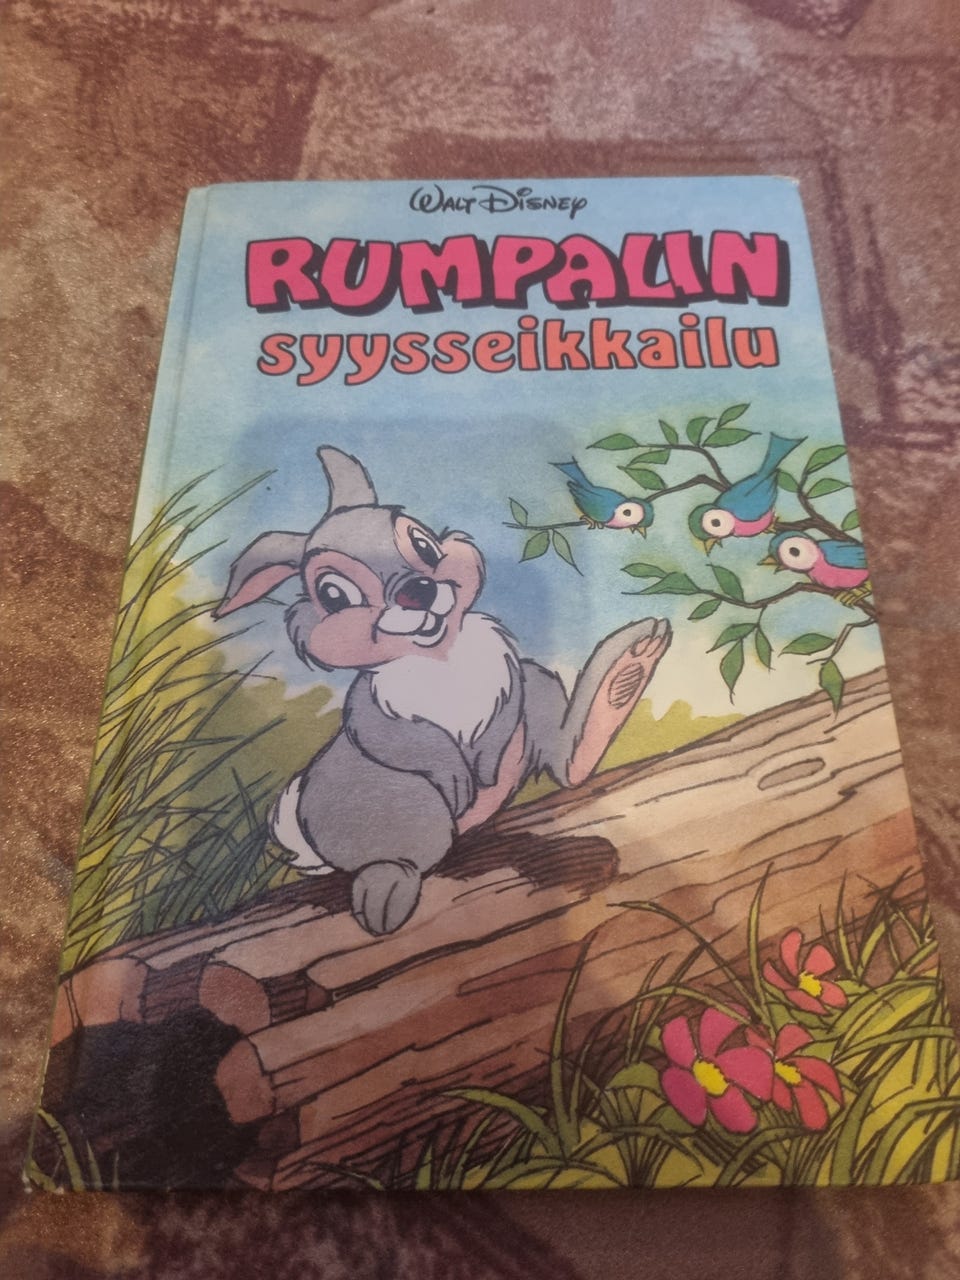 WALT DISNEY
RUMPALIN
syysseikkailu